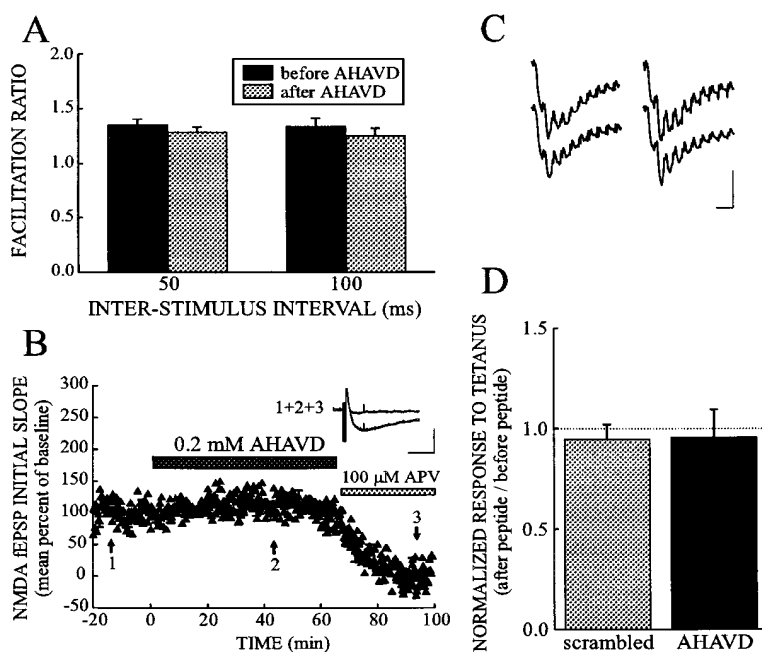 A
FACILITATION RATIO
2.0
1.5
1.0
0.5
0.0
before AHAVD
after AHAVD
50
100
INTER-STIMULUS INTERVAL (ms)
B
NMDA fEPSP INITIAL SLOPE
(mean percent of baseline)
300
250
200
150
100
50
0
-50
1+2+3
0.2 mM AHAVD
100 µM APV
1
2
3
-20
0
20
40
60
80
100
TIME (min)
C
D
NORMALIZED RESPONSE TO TETANUS
(after peptide / before peptide)
1.5
1.0
0.5
0.0
scrambled
AHAVD